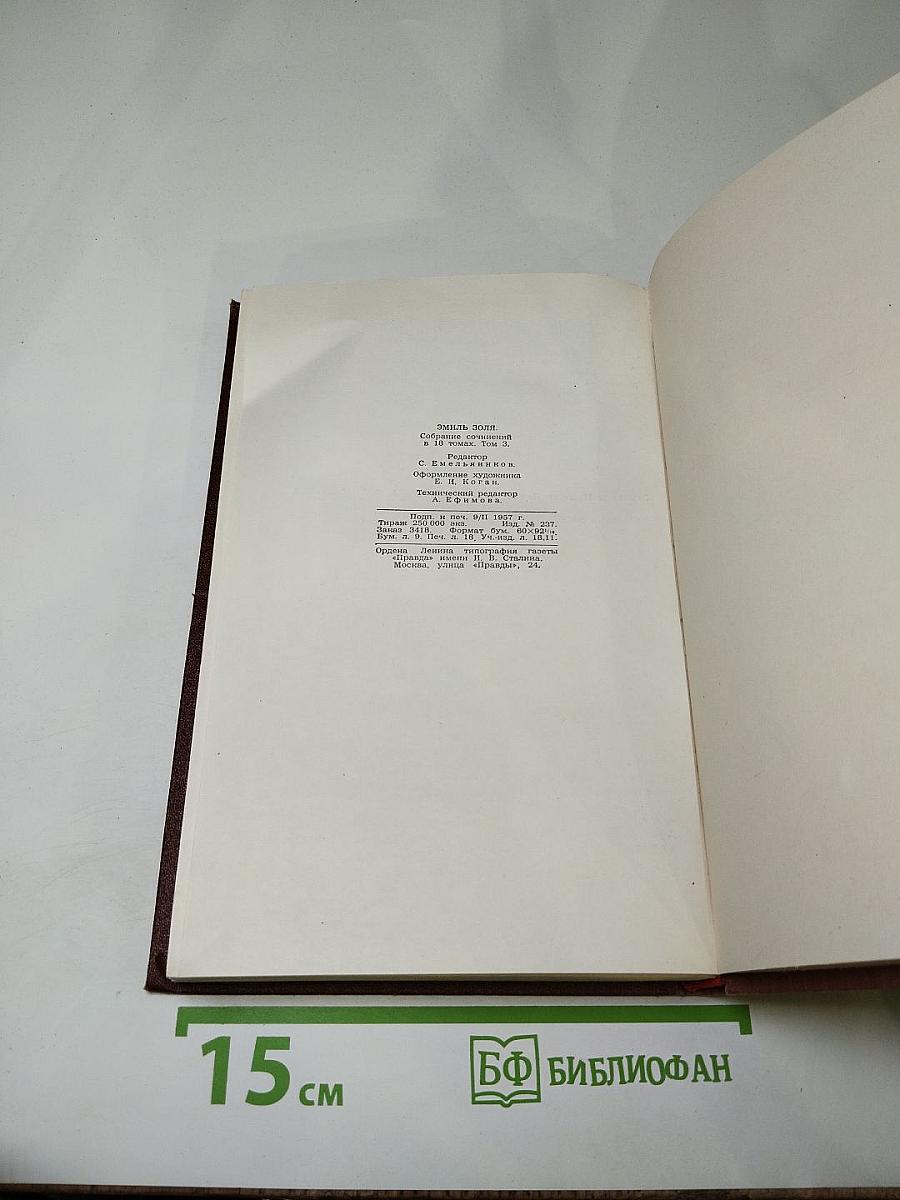 ЭМИЛЬ ЗОЛЯ.
Собрание сочинений
в 18 томах. Том 3.
Редактор
С. Емельяников.
Оформление художника
Е. И. Коган.
Технический редактор
А. Ефимова.
Подп. к печ. 9/II 1957 г.
Тираж 250 000 экз. Изд. № 237.
Заказ 3418. Формат бум. 60×92¹/₁₆.
Бум. л. 9. Печ. л. 18. Уч.-изд. л. 18,11.
Ордена Ленина типография газеты
«Правда» имени И. В. Сталина.
Москва, улица «Правды», 24.
15 см
БФ БИБЛИОФАН